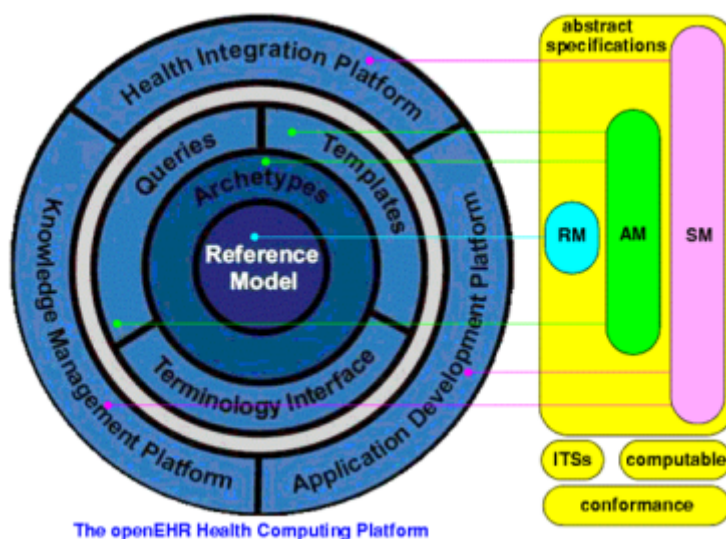 Health Integration Platform
Queries
Templates
Archetypes
Reference
Model
Terminology Interface
Knowledge Management Platform
Application Development Platform
The openEHR Health Computing Platform
abstract
specifications
RM
AM
SM
ITSs
computable
conformance